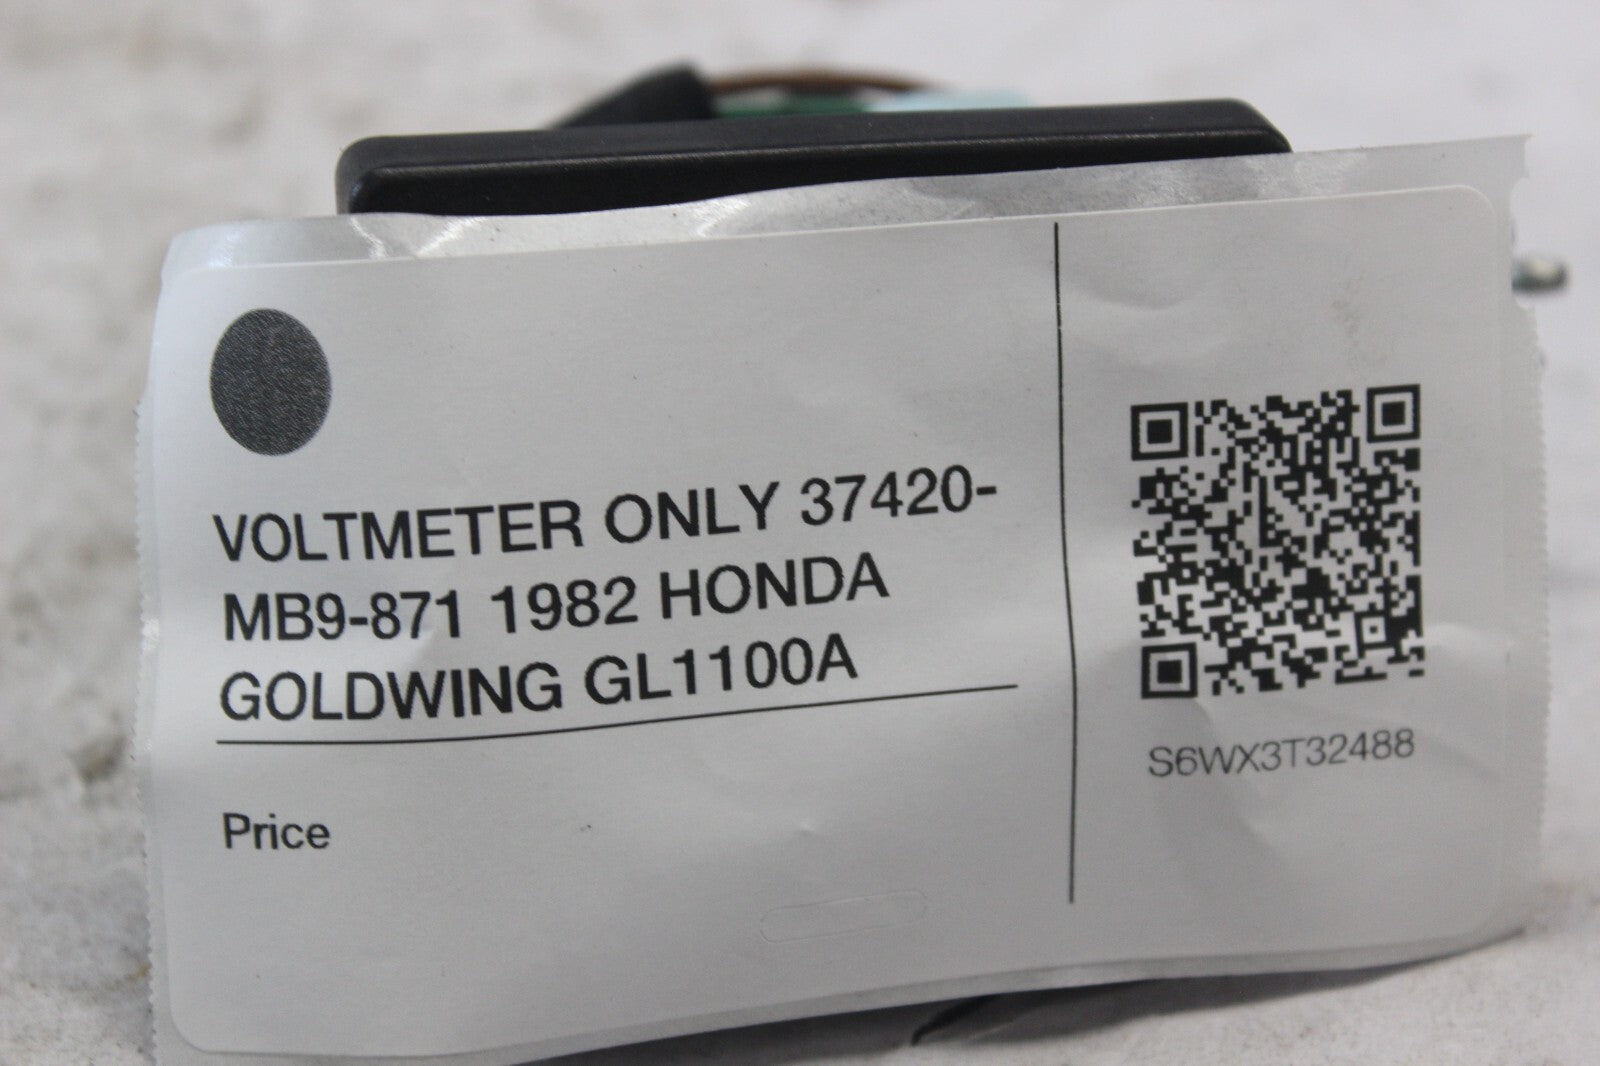 VOLTMETER ONLY 37420-
MB9-871 1982 HONDA
GOLDWING GL1100A
Price
S6WX3T32488